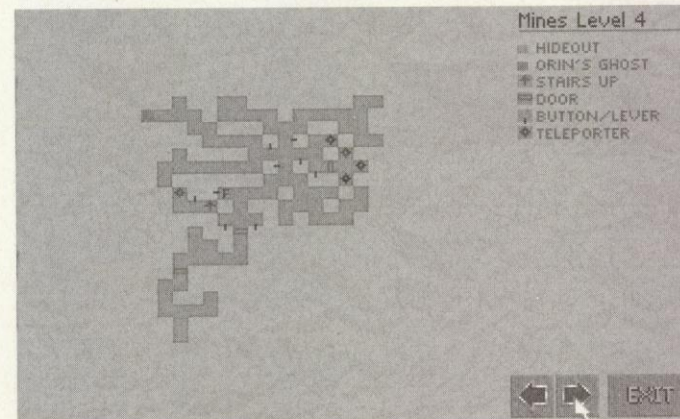 Mines Level 4
HIDEOUT
ORIN'S GHOST
STAIRS UP
DOOR
BUTTON/LEVER
TELEPORTER
EXIT